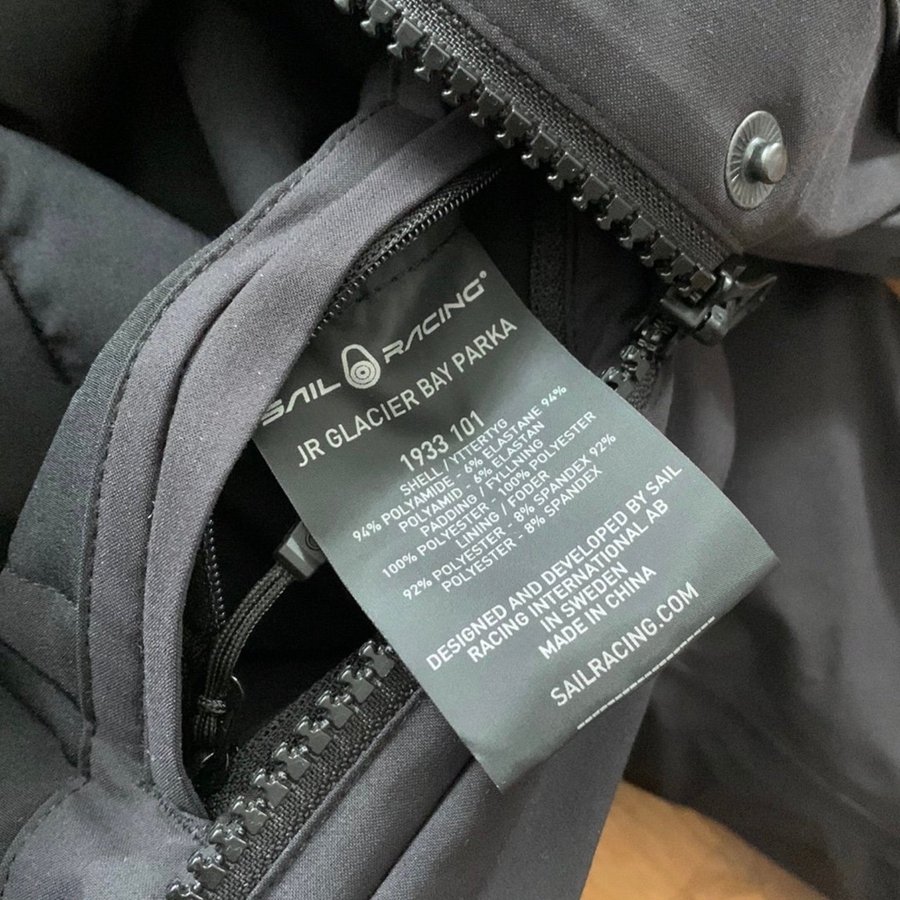 SAIL RACING®
JR GLACIER BAY PARKA
1933 101
SHELL / YTTERTYG
94% POLYAMIDE - 6% ELASTANE 94%
POLYAMID - 6% ELASTAN
PADDING / FYLLNING
100% POLYESTER - 100% POLYESTER
LINING / FODER
92% POLYESTER - 8% SPANDEX 92%
POLYESTER - 8% SPANDEX
DESIGNED AND DEVELOPED BY SAIL
RACING INTERNATIONAL AB
IN SWEDEN
MADE IN CHINA
SAILRACING.COM